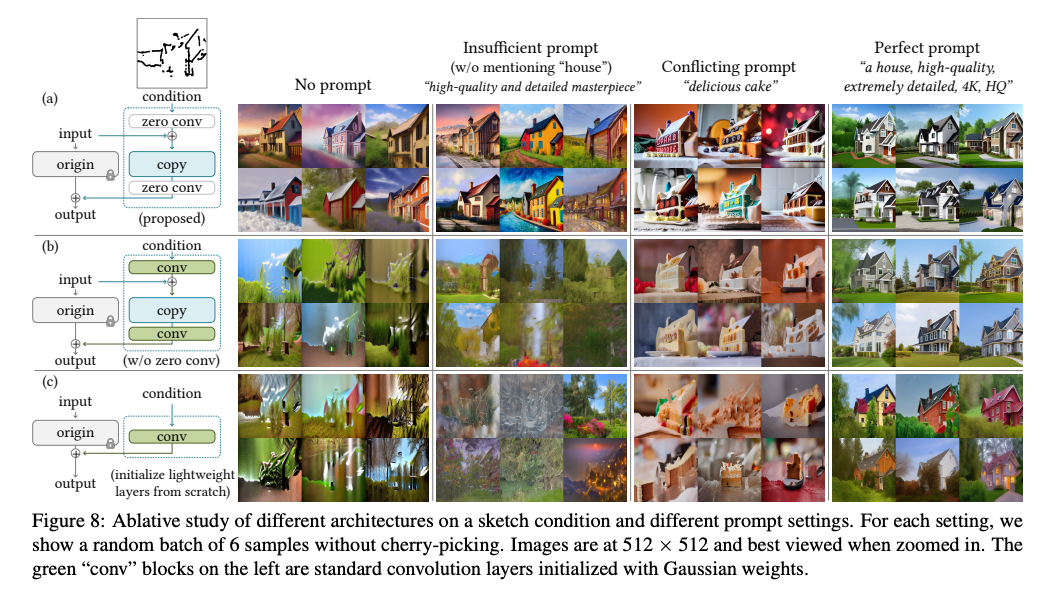 No prompt
Insufficient prompt
(w/o mentioning “house”)
“high-quality and detailed masterpiece”
Conflicting prompt
“delicious cake”
Perfect prompt
“a house, high-quality,
extremely detailed, 4K, HQ”
(a)
condition
zero conv
input
origin
copy
zero conv
output
(proposed)
(b)
condition
conv
input
origin
copy
conv
output
(w/o zero conv)
(c)
input
condition
origin
conv
output
(initialize lightweight
layers from scratch)
Figure 8: Ablative study of different architectures on a sketch condition and different prompt settings. For each setting, we
show a random batch of 6 samples without cherry-picking. Images are at 512 × 512 and best viewed when zoomed in. The
green “conv” blocks on the left are standard convolution layers initialized with Gaussian weights.